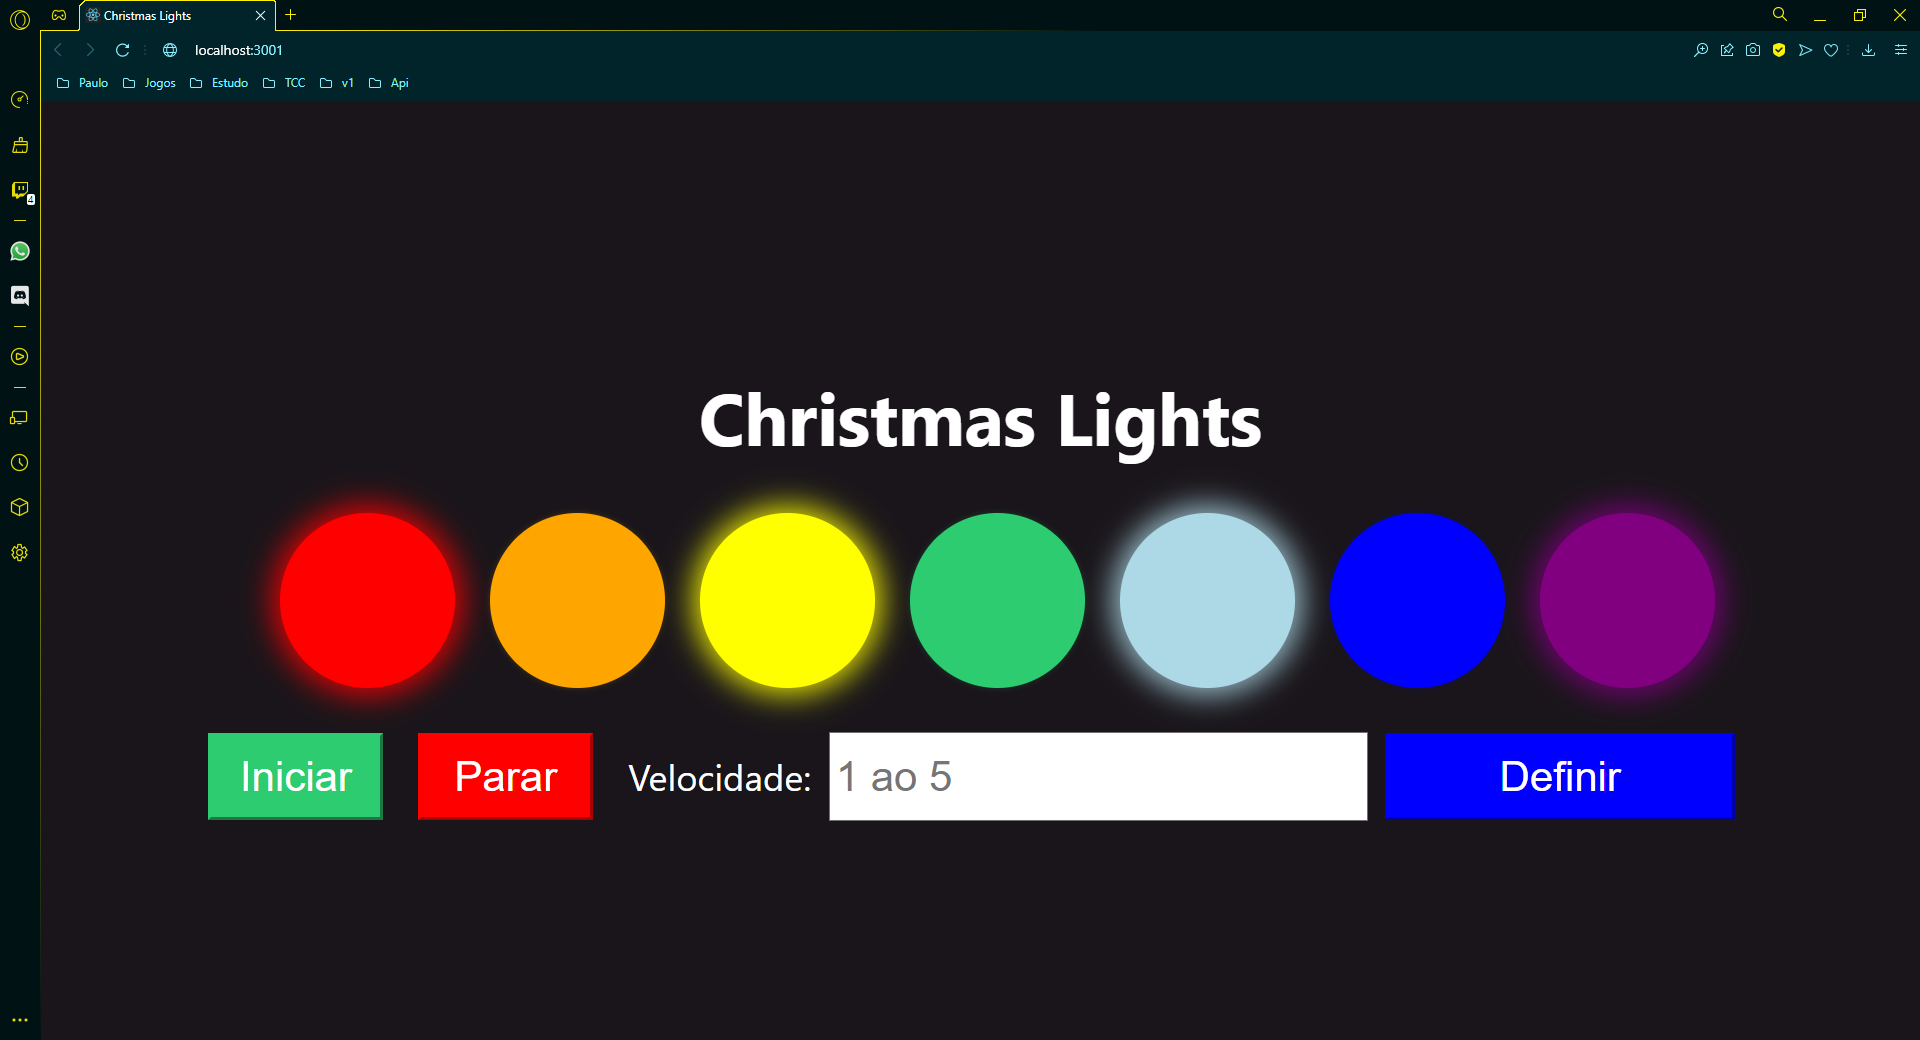 Christmas Lights
localhost:3001
Paulo Jogos Estudo TCC v1 Api
4
Christmas Lights
Iniciar Parar Velocidade: 1 ao 5 Definir